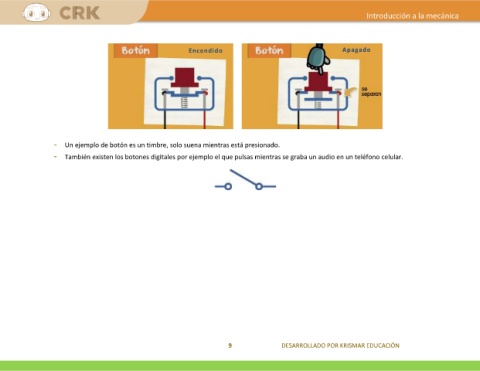 CRK
Introducción a la mecánica
Botón Encendido
Botón Apagado
se
separan
- Un ejemplo de botón es un timbre, solo suena mientras está presionado.
- También existen los botones digitales por ejemplo el que pulsas mientras se graba un audio en un teléfono celular.
9 DESARROLLADO POR KRISMAR EDUCACIÓN